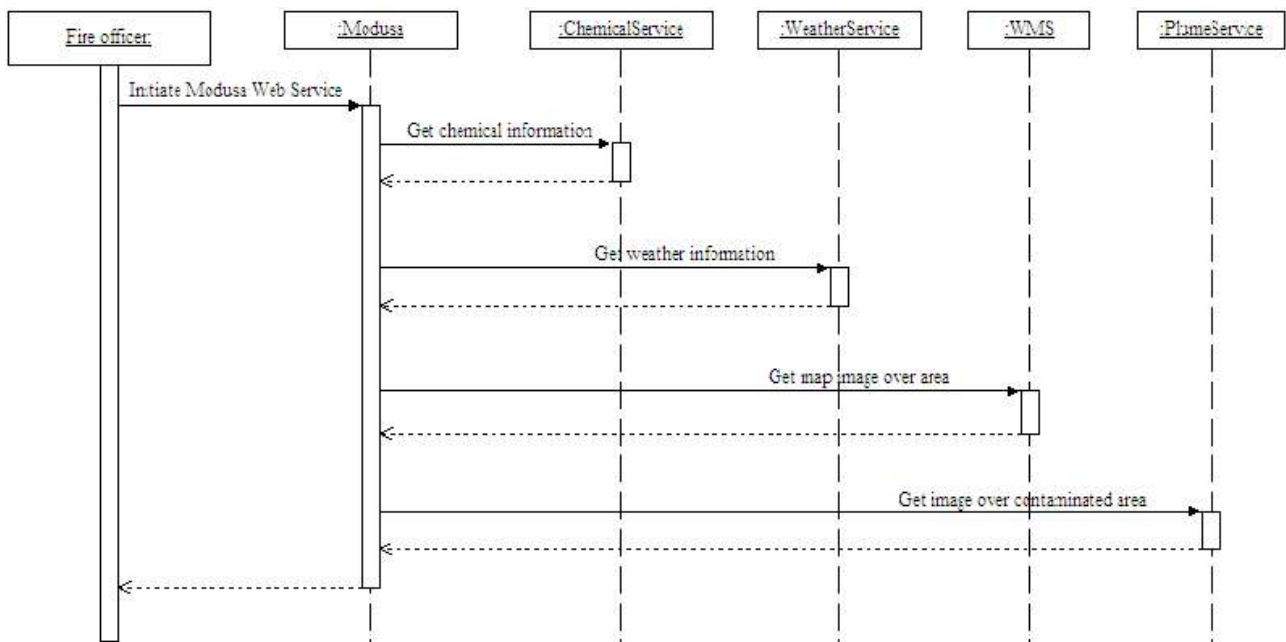 Fire officer:
:Modusa
:ChemicalService
:WeatherService
:WMS
:PlumeService
Initiate Modusa Web Service
Get chemical information
Get weather information
Get map image over area
Get image over contaminated area